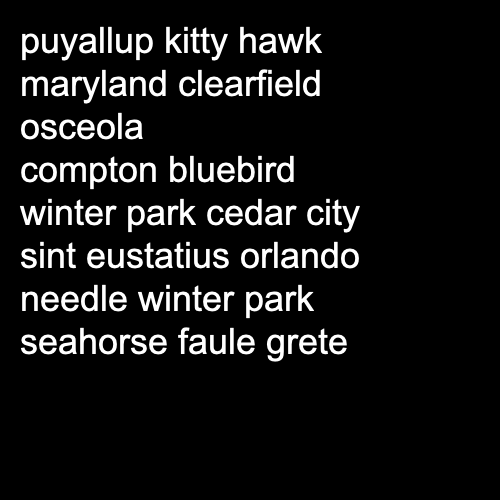 puyallup kitty hawk
maryland clearfield
osceola
compton bluebird
winter park cedar city
sint eustatius orlando
needle winter park
seahorse faule grete